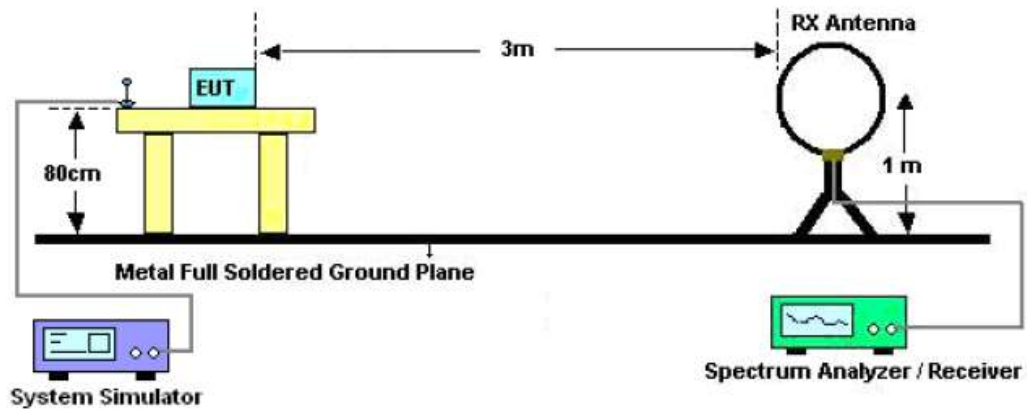 RX Antenna
3m
EUT
80cm
1 m
Metal Full Soldered Ground Plane
System Simulator
Spectrum Analyzer / Receiver